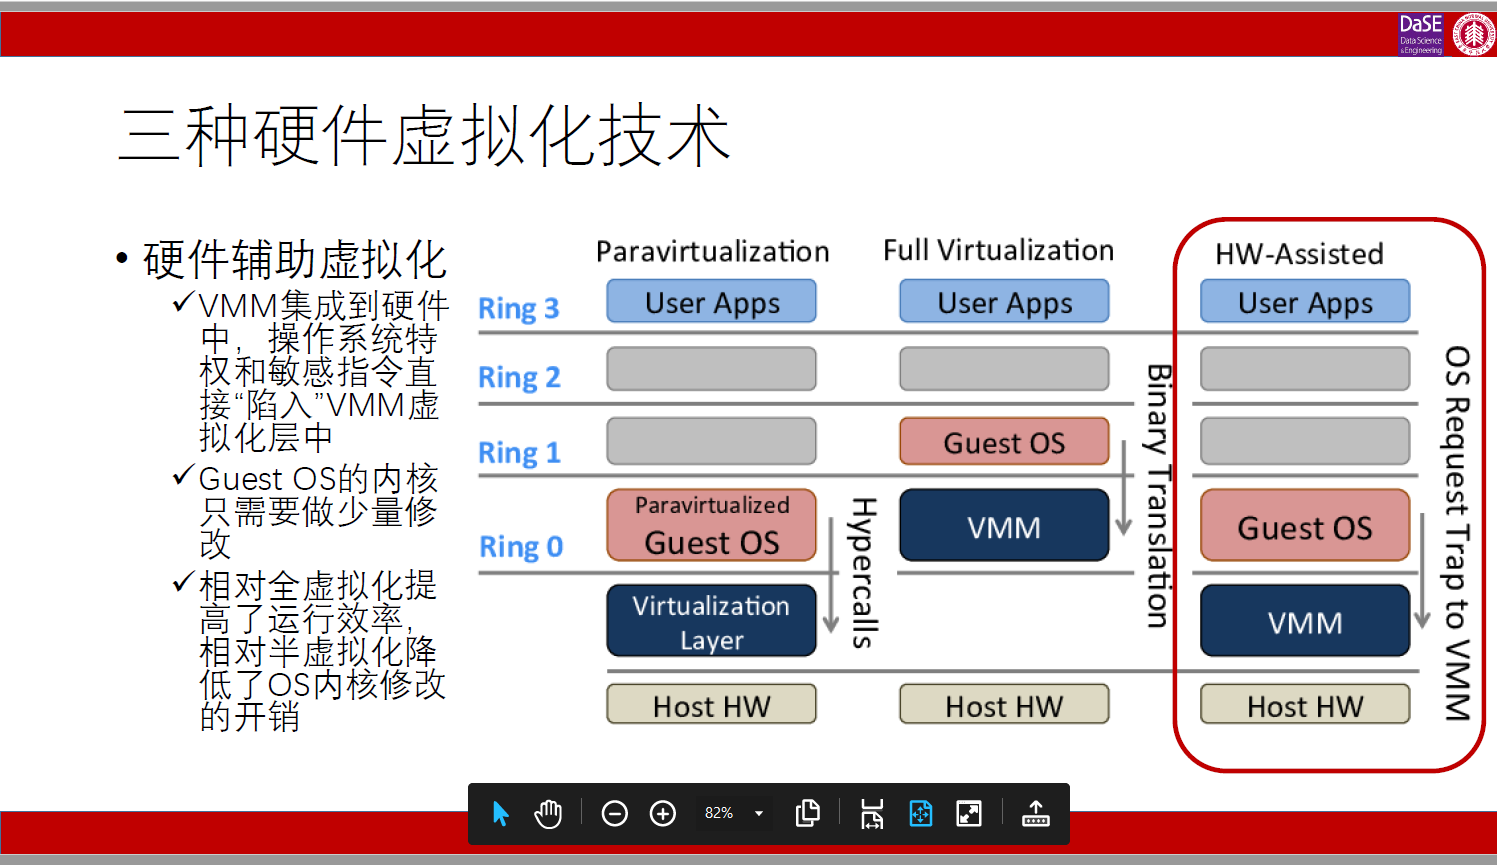 DaSE
Data Science
& Engineering
三种硬件虚拟化技术
• 硬件辅助虚拟化
✓VMM集成到硬件
中，操作系统特
权和敏感指令直
接“陷入”VMM虚
拟化层中
✓Guest OS的内核
只需要做少量修
改
✓相对全虚拟化提
高了运行效率，
相对半虚拟化降
低了OS内核修改
的开销
Paravirtualization
Full Virtualization
HW-Assisted
Ring 3
User Apps
User Apps
User Apps
Ring 2
Ring 1
Guest OS
Ring 0
Paravirtualized
Guest OS
VMM
Guest OS
Virtualization
Layer
VMM
Host HW
Host HW
Host HW
Hypercalls
Binary Translation
OS Request Trap to VMM
82%